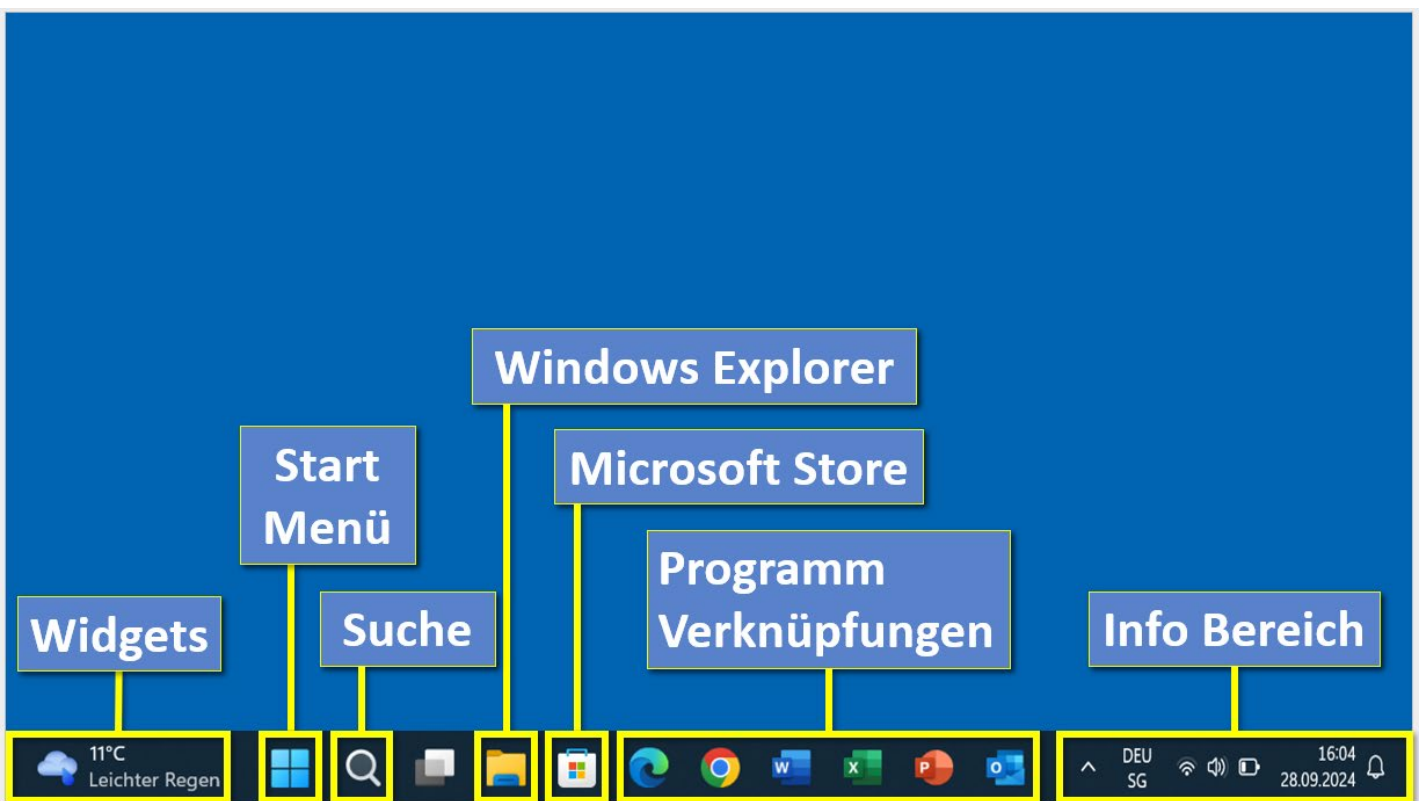 Windows Explorer
Start
Menü
Microsoft Store
Programm
Verknüpfungen
Widgets
Suche
Info Bereich
11°C
Leichter Regen
W
X
P
O
DEU
SG
16:04
28.09.2024